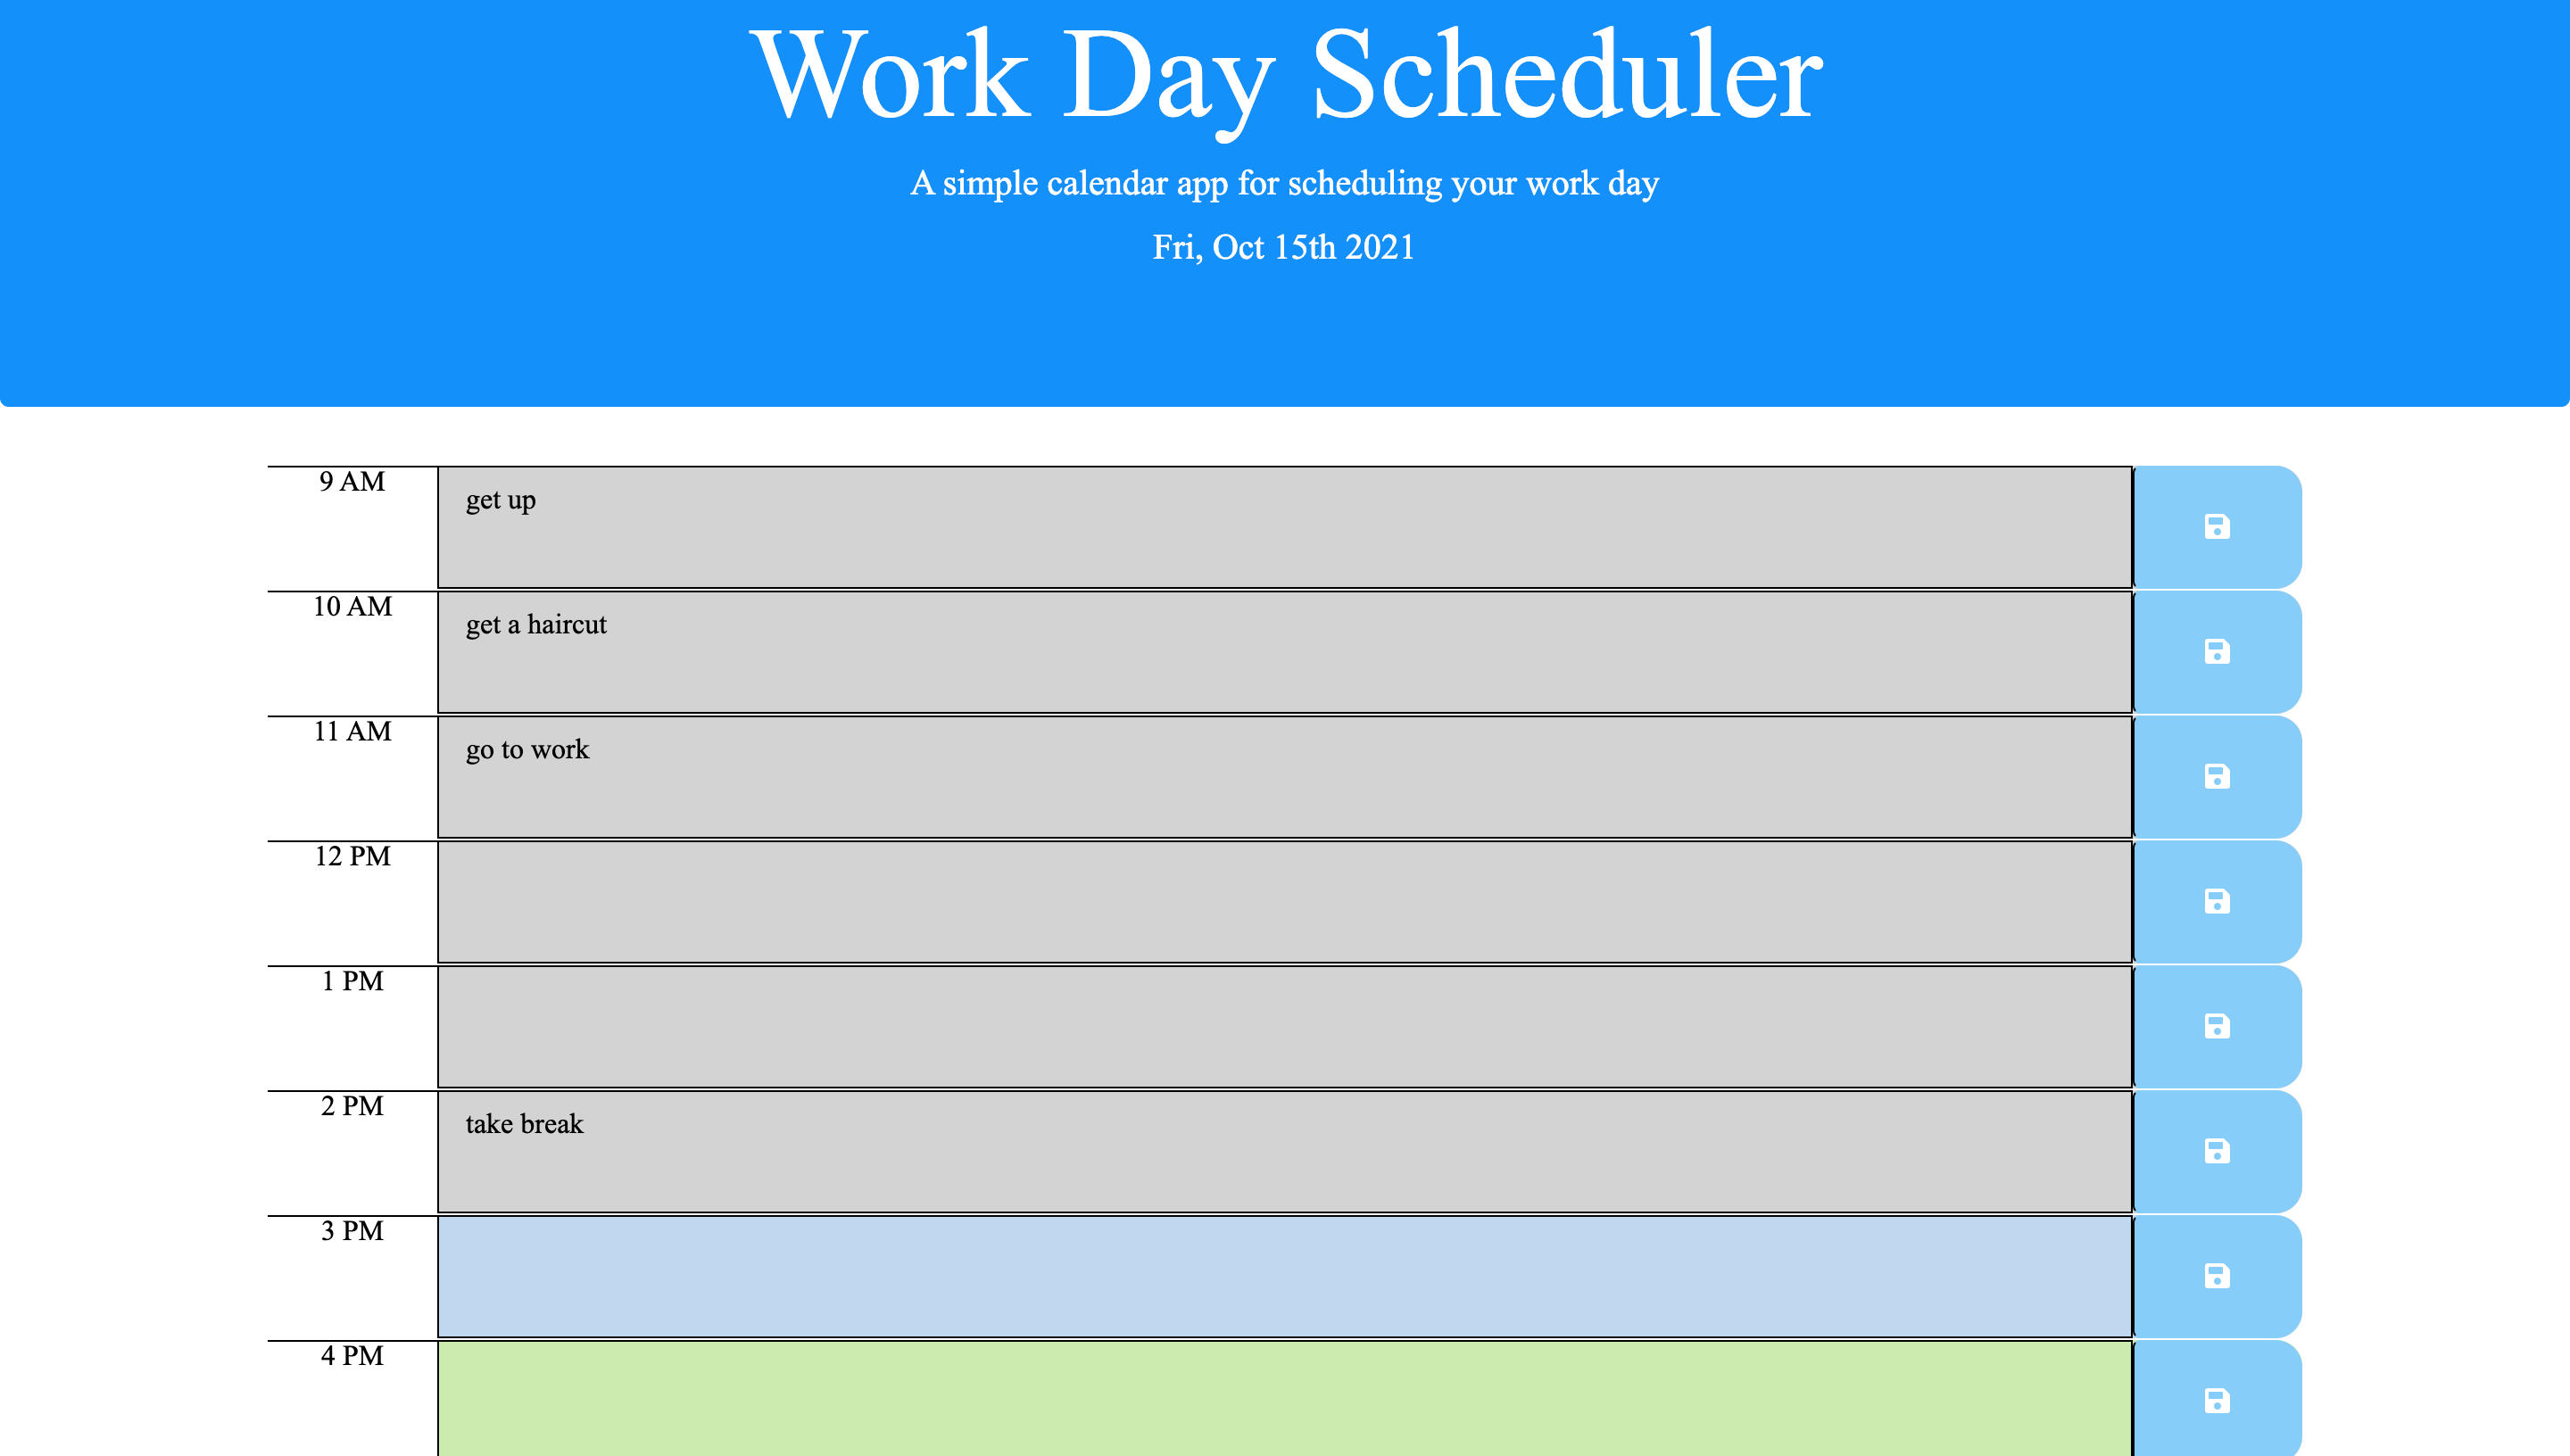 Work Day Scheduler
A simple calendar app for scheduling your work day
Fri, Oct 15th 2021
9 AM
get up
10 AM
get a haircut
11 AM
go to work
12 PM
1 PM
2 PM
take break
3 PM
4 PM